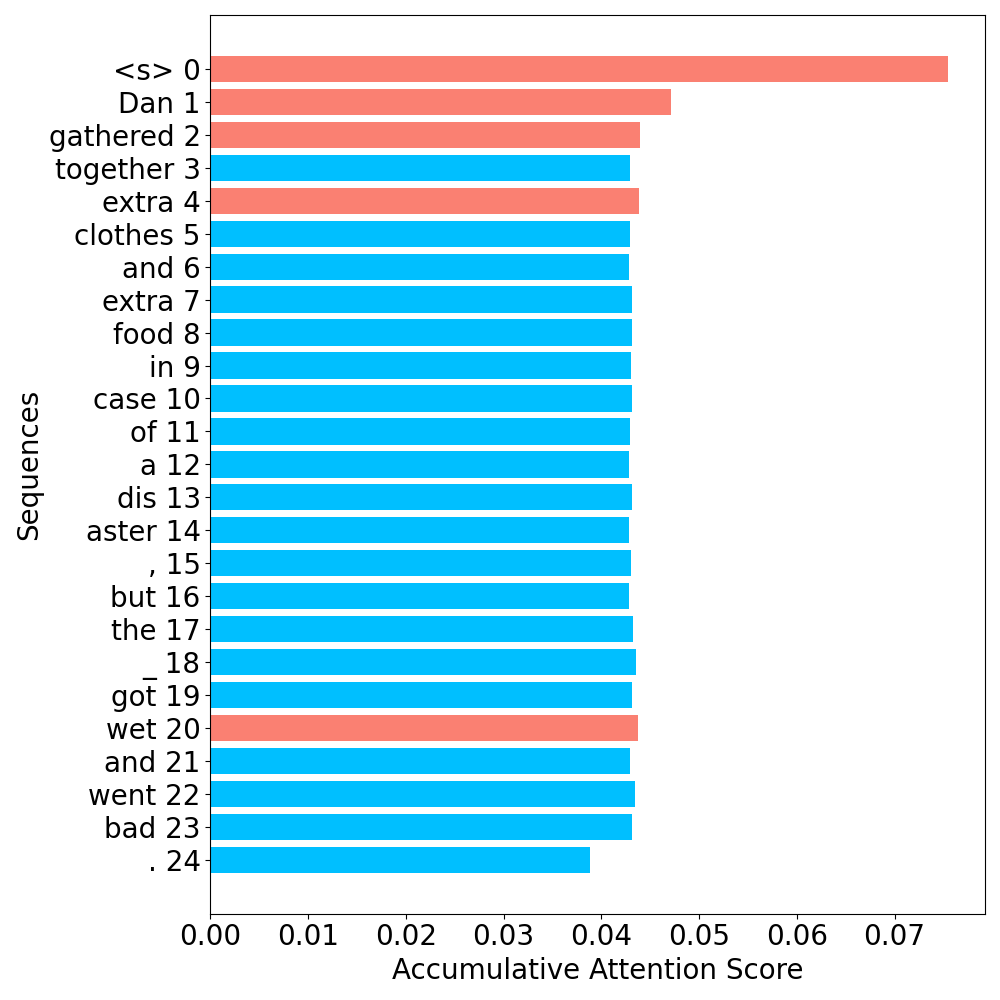 <s> 0
Dan 1
gathered 2
together 3
extra 4
clothes 5
and 6
extra 7
food 8
in 9
case 10
of 11
a 12
dis 13
aster 14
, 15
but 16
the 17
_ 18
got 19
wet 20
and 21
went 22
bad 23
. 24
Sequences
0.00 0.01 0.02 0.03 0.04 0.05 0.06 0.07
Accumulative Attention Score